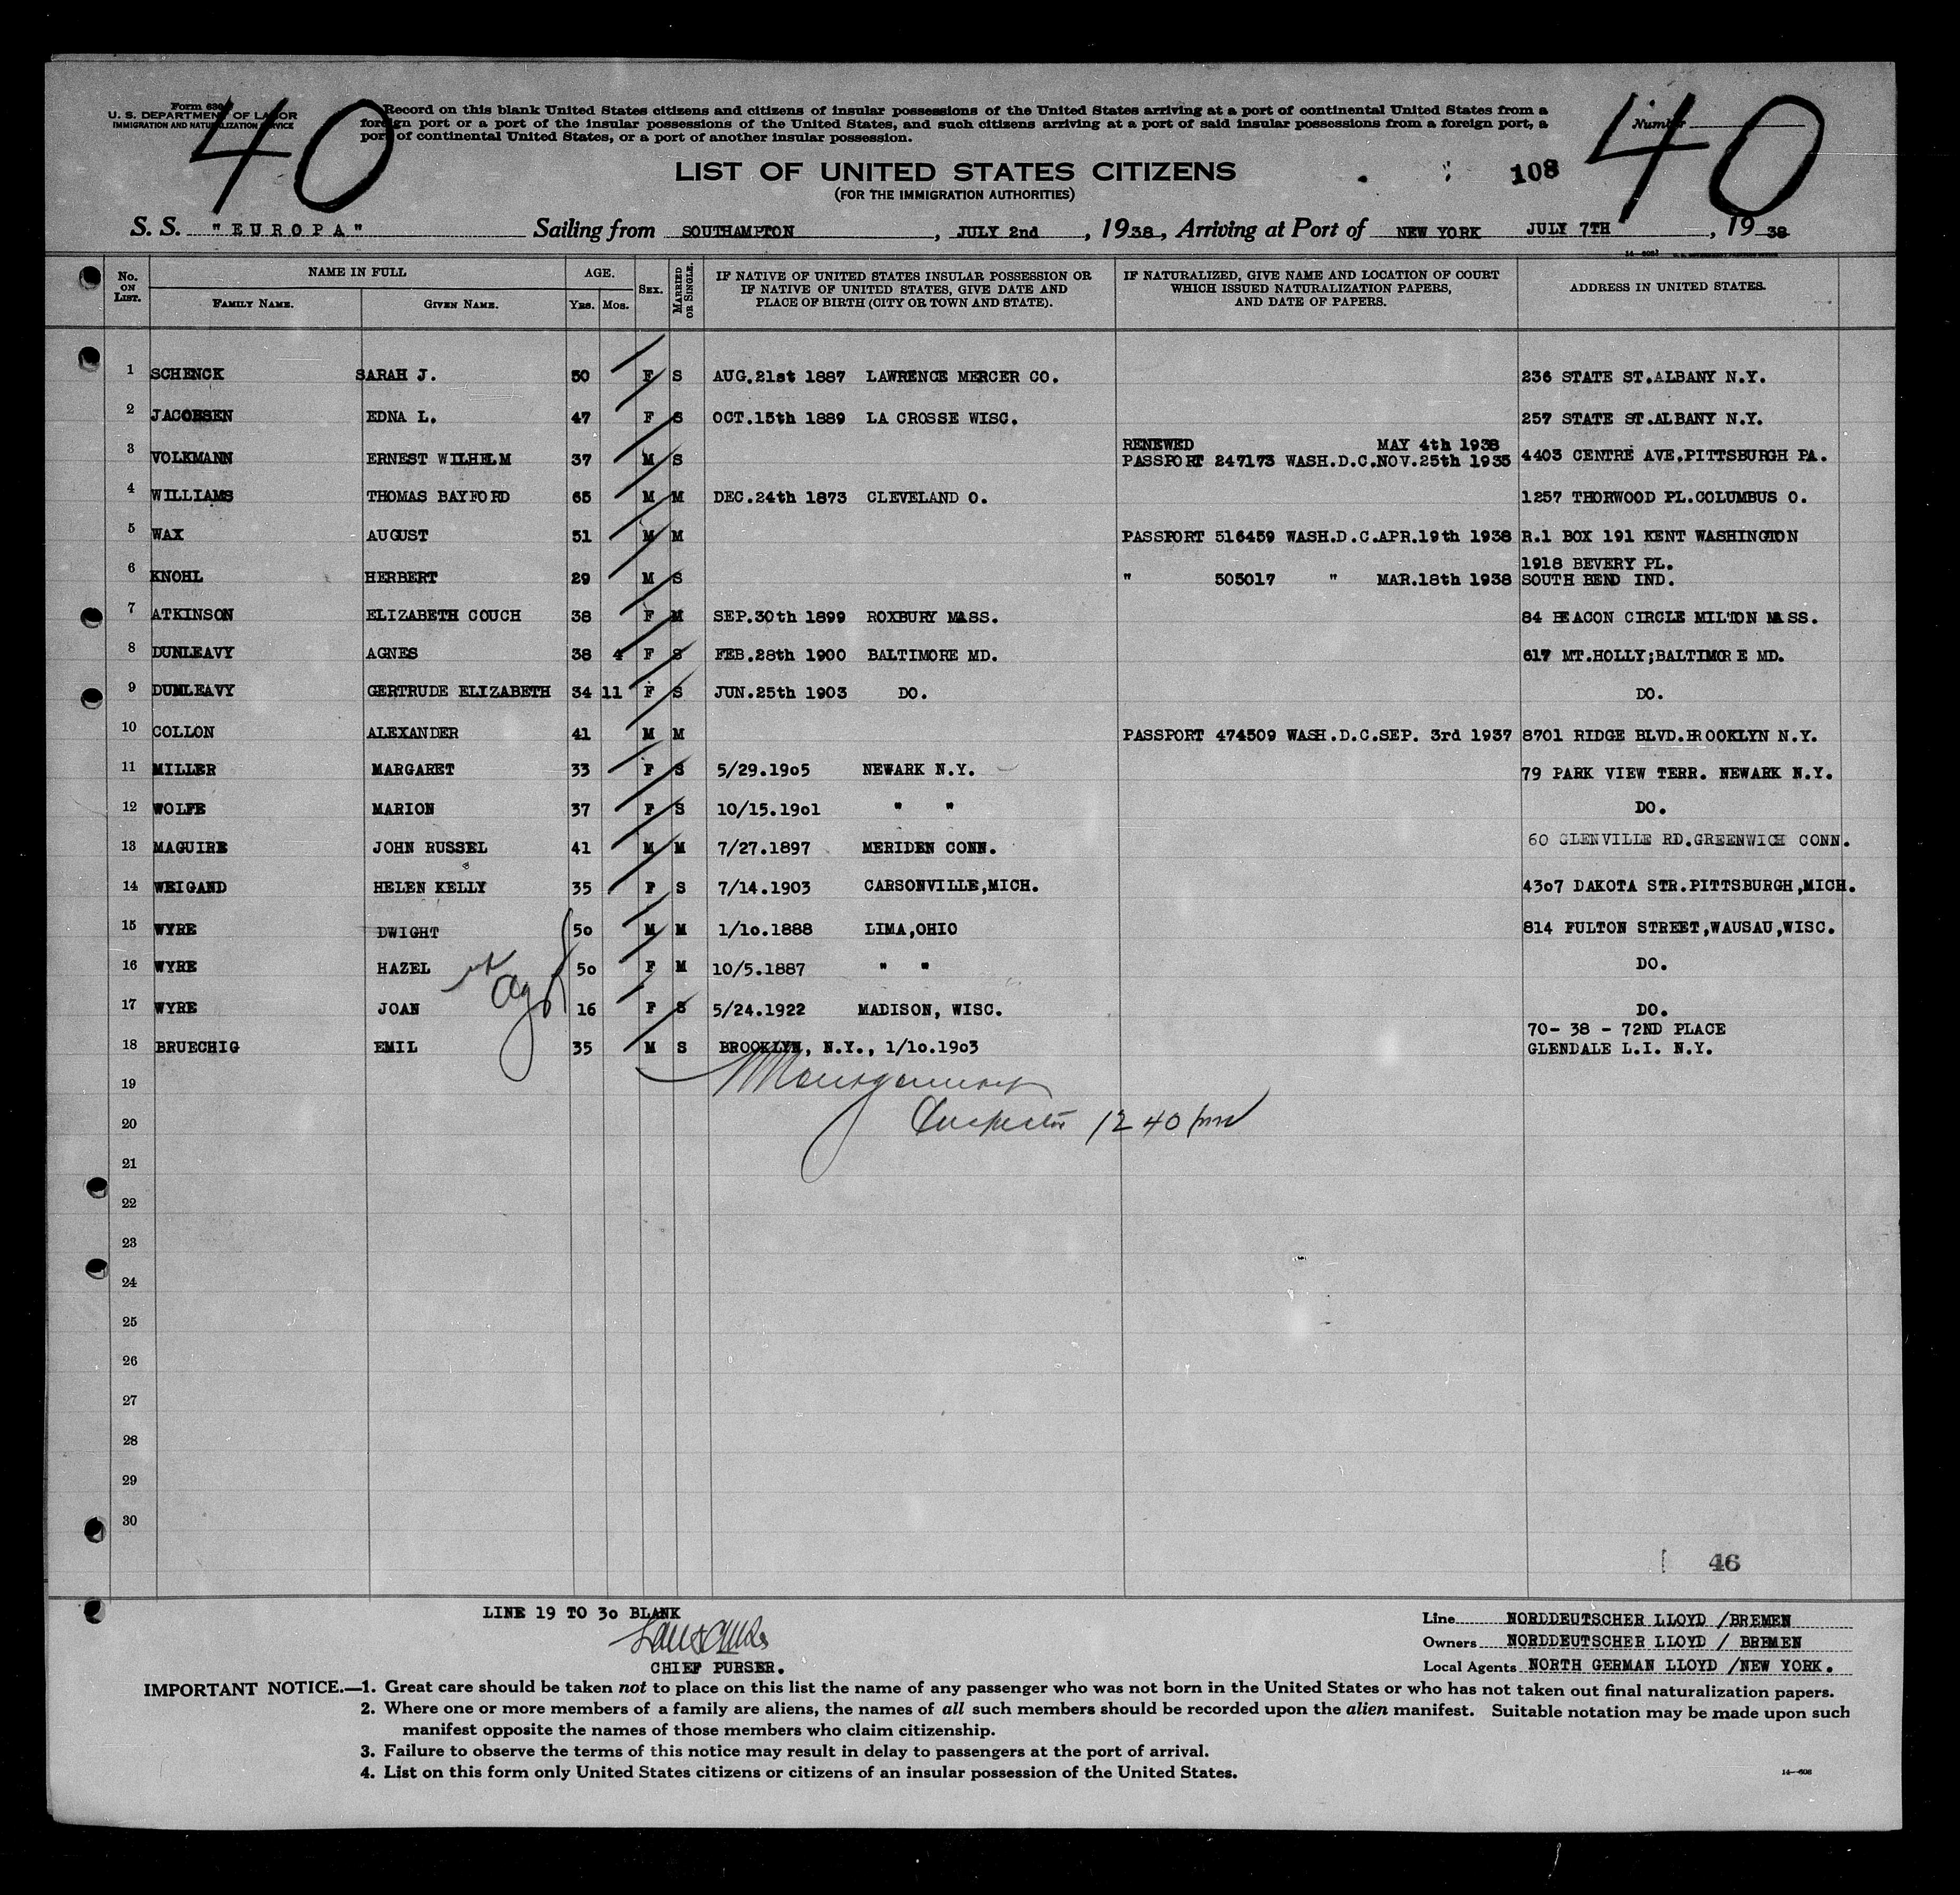 40
Form 630
U. S. DEPARTMENT OF LABOR
IMMIGRATION AND NATURALIZATION SERVICE
Record on this blank United States citizens and citizens of insular possessions of the United States arriving at a port of continental United States from a
foreign port or a port of the insular possessions of the United States, and such citizens arriving at a port of said insular possessions from a foreign port, a
port of continental United States, or a port of another insular possession.
Number
40
LIST OF UNITED STATES CITIZENS
(FOR THE IMMIGRATION AUTHORITIES)
108
S. S. "EUROPA" Sailing from SOUTHAMPTON, JULY 2nd, 1938, Arriving at Port of NEW YORK JULY 7TH, 1938
No. ON LIST. NAME IN FULL FAMILY NAME. GIVEN NAME. AGE. YRS. MOS. SEX. MARRIED OR SINGLE. IF NATIVE OF UNITED STATES INSULAR POSSESSION OR IF NATIVE OF UNITED STATES, GIVE DATE AND PLACE OF BIRTH (CITY OR TOWN AND STATE). IF NATURALIZED, GIVE NAME AND LOCATION OF COURT WHICH ISSUED NATURALIZATION PAPERS, AND DATE OF PAPERS. ADDRESS IN UNITED STATES.
1 SCHENCK SARAH J. 50 F S AUG.21st 1887 LAWRENCE MERCER CO. 236 STATE ST.ALBANY N.Y.
2 JACOBSEN EDNA L. 47 F S OCT.15th 1889 LA CROSSE WISC. 257 STATE ST.ALBANY N.Y.
RENEWED MAY 4th 1938
3 VOLKMANN ERNEST WILHELM 37 M S PASSPORT 247173 WASH.D.C.NOV.25th 1935 4403 CENTRE AVE.PITTSBURGH PA.
4 WILLIAMS THOMAS BAYFORD 65 M M DEC.24th 1873 CLEVELAND O. 1257 THORWOOD PL.COLUMBUS O.
5 WAX AUGUST 51 M M PASSPORT 516459 WASH.D.C.APR.19th 1938 R.1 BOX 191 KENT WASHINGTON
1918 BEVERY PL.
6 KNOHL HERBERT 29 M S " 505017 " MAR.18th 1938 SOUTH BEND IND.
7 ATKINSON ELIZABETH COUCH 38 F M SEP.30th 1899 ROXBURY MASS. 84 BEACON CIRCLE MILTON MASS.
8 DUNLEAVY AGNES 38 4 F S FEB.28th 1900 BALTIMORE MD. 617 MT.HOLLY;BALTIMORE MD.
9 DUNLEAVY GERTRUDE ELIZABETH 34 11 F S JUN.25th 1903 DO. DO.
10 COLLON ALEXANDER 41 M M PASSPORT 474509 WASH.D.C.SEP. 3rd 1937 8701 RIDGE BLVD.BROOKLYN N.Y.
11 MILLER MARGARET 33 F S 5/29.1905 NEWARK N.Y. 79 PARK VIEW TERR. NEWARK N.Y.
12 WOLFE MARION 37 F S 10/15.1901 " " DO.
13 MAGUIRE JOHN RUSSEL 41 M M 7/27.1897 MERIDEN CONN. 60 GLENVILLE RD.GREENWICH CONN.
14 WEIGAND HELEN KELLY 35 F S 7/14.1903 CARSONVILLE,MICH. 4307 DAKOTA STR.PITTSBURGH,MICH.
15 WYRE DWIGHT 50 M M 1/10.1888 LIMA,OHIO 814 FULTON STREET,WAUSAU,WISC.
16 WYRE HAZEL 50 F M 10/5.1887 " " DO.
17 WYRE JOAN 16 F S 5/24.1922 MADISON, WISC. DO.
70- 38 - 72ND PLACE
18 BRUECHIG EMIL 35 M S BROOKLYN, N.Y., 1/10.1903 GLENDALE L.I. N.Y.
19 Montgomery
20 Inspector 12 40 pm
21
22
23
24
25
26
27
28
29
30
46
LINE 19 TO 30 BLANK
CHIEF PURSER.
Line NORDDEUTSCHER LLOYD /BREMEN
Owners NORDDEUTSCHER LLOYD / BREMEN
Local Agents NORTH GERMAN LLOYD /NEW YORK.
IMPORTANT NOTICE.—1. Great care should be taken not to place on this list the name of any passenger who was not born in the United States or who has not taken out final naturalization papers.
2. Where one or more members of a family are aliens, the names of all such members should be recorded upon the alien manifest. Suitable notation may be made upon such
manifest opposite the names of those members who claim citizenship.
3. Failure to observe the terms of this notice may result in delay to passengers at the port of arrival.
4. List on this form only United States citizens or citizens of an insular possession of the United States.
14—608